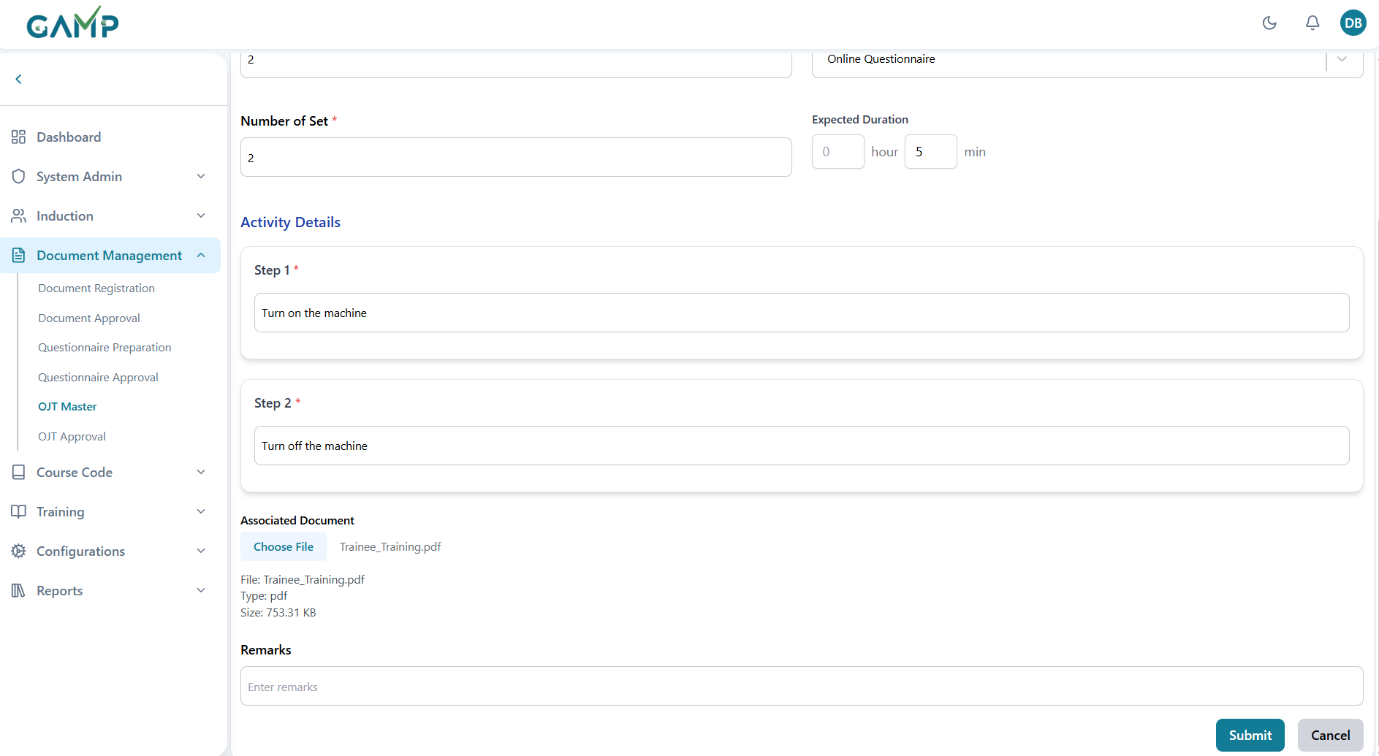 GAMP
DB
2
Online Questionnaire
Number of Set *
2
Expected Duration
0 hour 5 min
Dashboard
System Admin
Induction
Document Management
Document Registration
Document Approval
Questionnaire Preparation
Questionnaire Approval
OJT Master
OJT Approval
Course Code
Training
Configurations
Reports
Activity Details
Step 1 *
Turn on the machine
Step 2 *
Turn off the machine
Associated Document
Choose File Trainee_Training.pdf
File: Trainee_Training.pdf
Type: pdf
Size: 753.31 KB
Remarks
Enter remarks
Submit Cancel